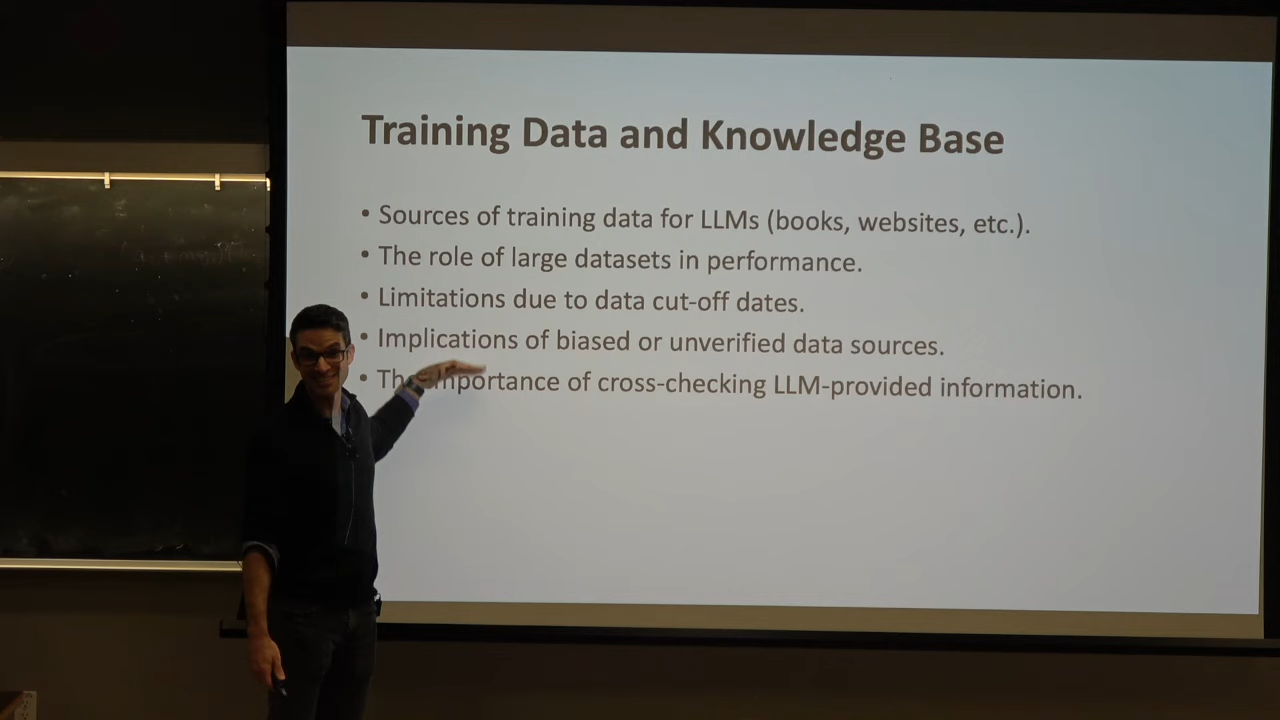 Training Data and Knowledge Base
• Sources of training data for LLMs (books, websites, etc.).
• The role of large datasets in performance.
• Limitations due to data cut-off dates.
• Implications of biased or unverified data sources.
• The importance of cross-checking LLM-provided information.